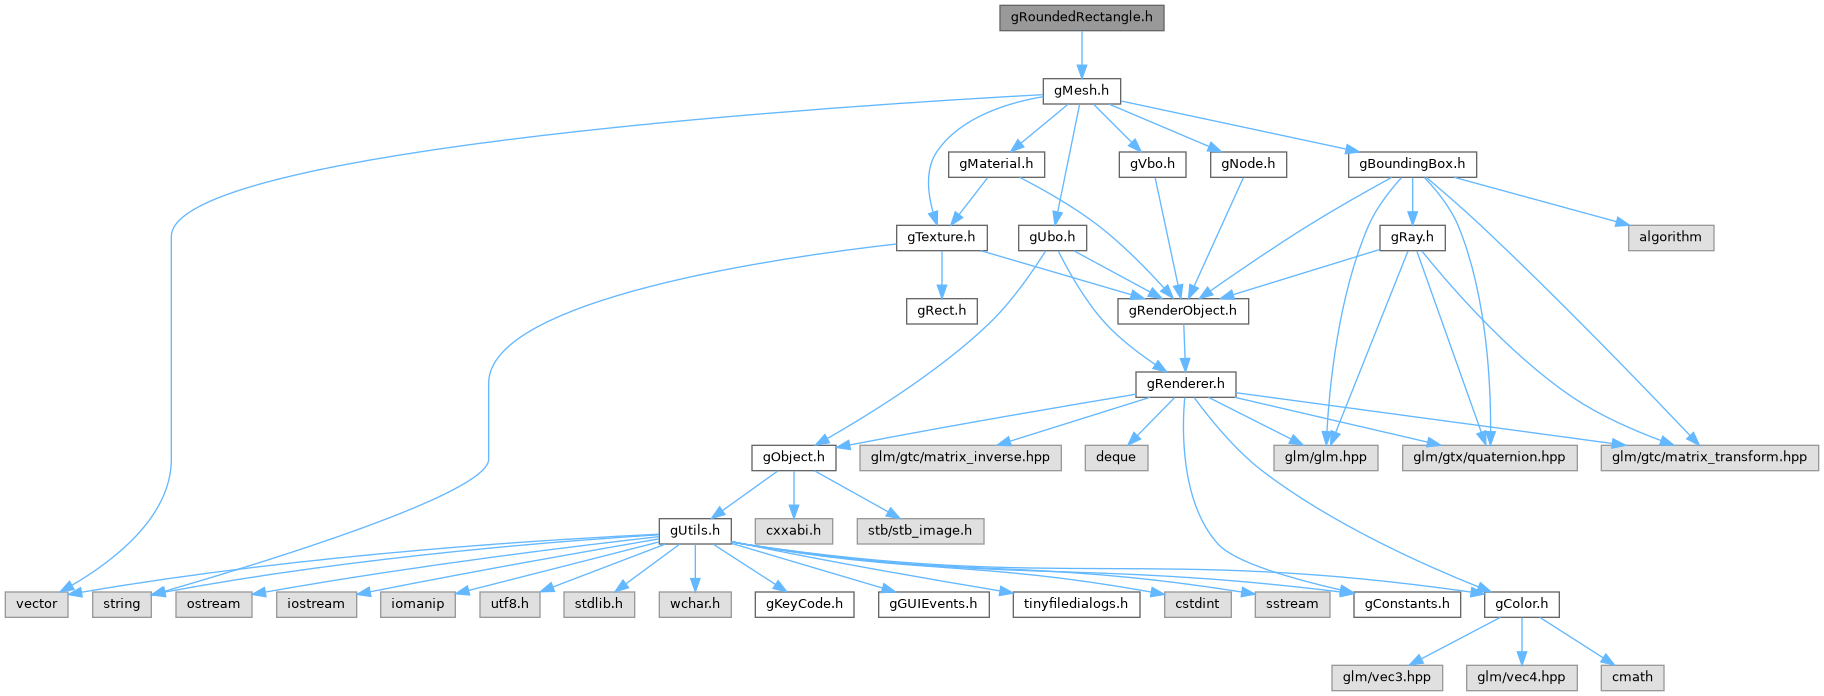 gRoundedRectangle.h
gMesh.h
gMaterial.h
gVbo.h
gNode.h
gBoundingBox.h
gTexture.h
gUbo.h
gRay.h
algorithm
gRect.h
gRenderObject.h
gRenderer.h
gObject.h
glm/gtc/matrix_inverse.hpp
deque
glm/glm.hpp
glm/gtx/quaternion.hpp
glm/gtc/matrix_transform.hpp
gUtils.h
cxxabi.h
stb/stb_image.h
vector
string
ostream
iostream
iomanip
utf8.h
stdlib.h
wchar.h
gKeyCode.h
gGUIEvents.h
tinyfiledialogs.h
cstdint
sstream
gConstants.h
gColor.h
glm/vec3.hpp
glm/vec4.hpp
cmath